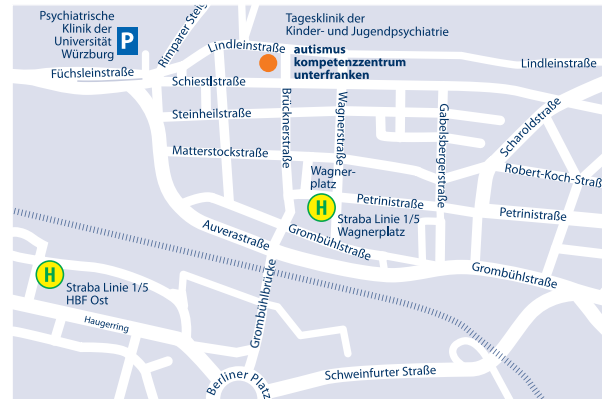 Psychiatrische
Klinik der
Universität
Würzburg
P
Rimparer Steig
Tagesklinik der
Kinder- und Jugendpsychiatrie
Lindleinstraße
autismus
kompetenzzentrum
unterfranken
Lindleinstraße
Füchsleinstraße
Schiestlstraße
Steinheilstraße
Brücknerstraße
Wagnerstraße
Gabelsbergerstraße
Scharoldstraße
Matterstockstraße
Wagner-
platz
Robert-Koch-Straß
Petrinistraße
Petrinistraße
H
Straba Linie 1/5
Wagnerplatz
Auverastraße
Grombühlstraße
Grombühlstraße
H
Straba Linie 1/5
HBF Ost
Grombühlbrücke
Haugerring
Berliner Platz
Schweinfurter Straße